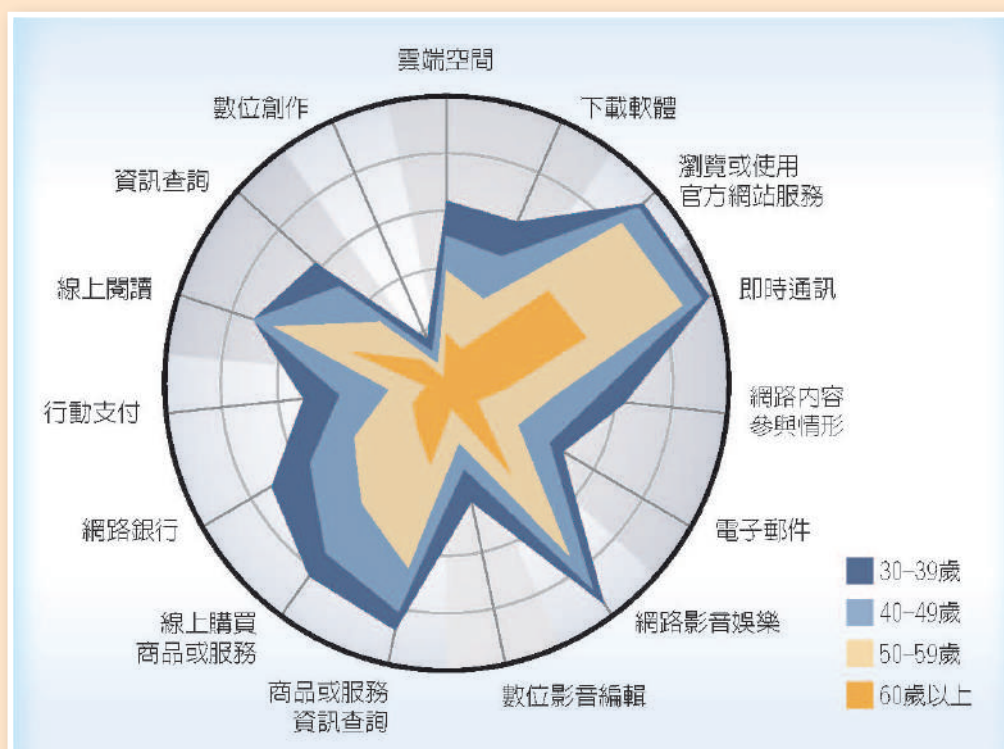 雲端空間
下載軟體
瀏覽或使用
官方網站服務
即時通訊
網路內容
參與情形
電子郵件
網路影音娛樂
數位影音編輯
商品或服務
資訊查詢
線上購買
商品或服務
網路銀行
行動支付
線上閱讀
資訊查詢
數位創作
30-39歲
40-49歲
50-59歲
60歲以上